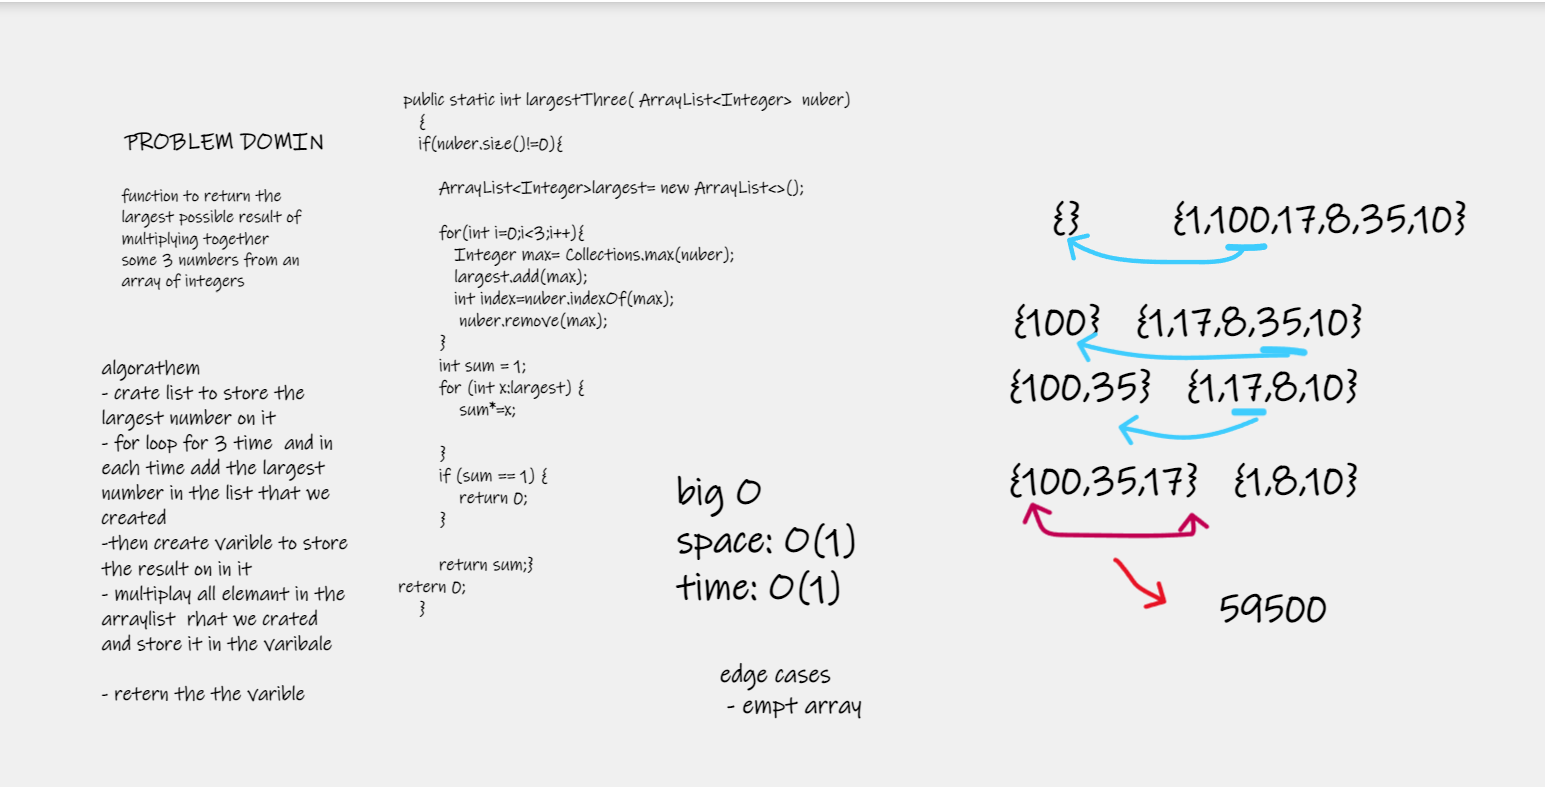 PROBLEM DOMIN
function to return the
largest possible result of
multiplying together
some 3 numbers from an
array of integers
algorathem
- crate list to store the
largest number on it
- for loop for 3 time and in
each time add the largest
number in the list that we
created
-then create varible to store
the result on in it
- multiplay all elemant in the
arraylist rhat we crated
and store it in the varibale
- retern the the varible
public static int largestThree( ArrayList<Integer> nuber)
{
if(nuber.size()!=0){
ArrayList<Integer>largest= new ArrayList<>();
for(int i=0;i<3;i++){
Integer max= Collections.max(nuber);
largest.add(max);
int index=nuber.indexOf(max);
nuber.remove(max);
}
int sum = 1;
for (int x:largest) {
sum*=x;
}
if (sum == 1) {
return 0;
}
return sum;}
retern 0;
}
big O
space: O(1)
time: O(1)
edge cases
- empt array
{} {1,100,17,8,35,10}
{100} {1,17,8,35,10}
{100,35} {1,17,8,10}
{100,35,17} {1,8,10}
59500